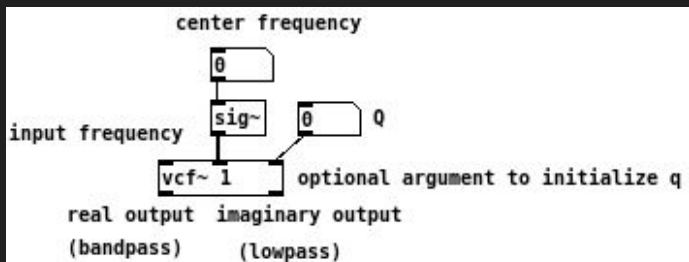 center frequency
0
sig~
0
Q
input frequency
vcf~ 1
optional argument to initialize q
real output
imaginary output
(bandpass)
(lowpass)